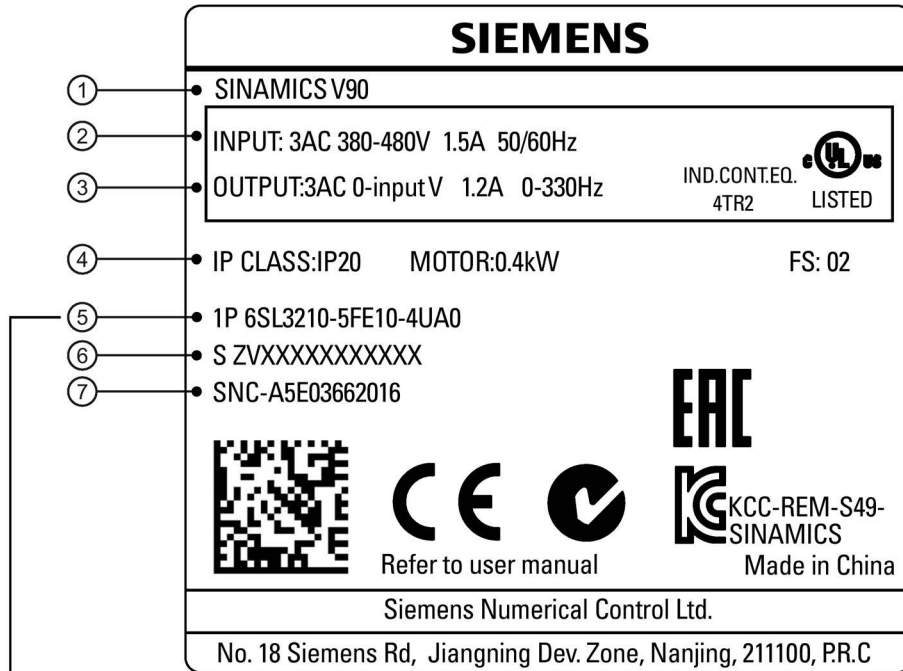 SIEMENS
① SINAMICS V90
② INPUT: 3AC 380-480V 1.5A 50/60Hz
③ OUTPUT:3AC 0-input V 1.2A 0-330Hz
IND.CONT.EQ.
4TR2
C UL US
LISTED
④ IP CLASS:IP20 MOTOR:0.4kW FS: 02
⑤ 1P 6SL3210-5FE10-4UA0
⑥ S ZVXXXXXXXXXXX
⑦ SNC-A5E03662016
EAC
CE
KC
KCC-REM-S49-
SINAMICS
Refer to user manual
Made in China
Siemens Numerical Control Ltd.
No. 18 Siemens Rd, Jiangning Dev. Zone, Nanjing, 211100, P.R.C